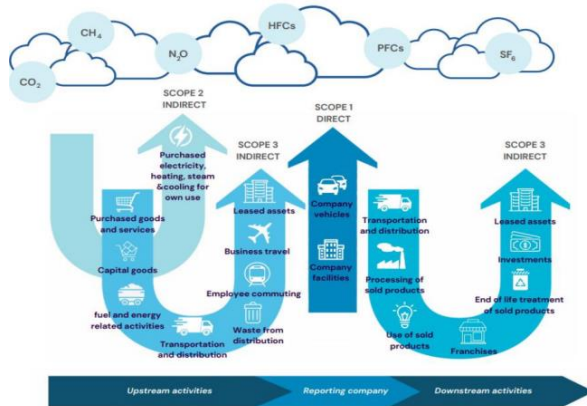 CO₂
CH₄
N₂O
HFCs
PFCs
SF₆
SCOPE 2
INDIRECT
Purchased
electricity,
heating, steam
&cooling for
own use
SCOPE 3
INDIRECT
Purchased goods
and services
Capital goods
fuel and energy
related activities
Transportation
and distribution
Waste from
distribution
Employee commuting
Business travel
Leased assets
SCOPE 1
DIRECT
Company
vehicles
Company
facilities
SCOPE 3
INDIRECT
Transportation
and distribution
Processing of
sold products
Use of sold
products
Franchises
End of life treatment
of sold products
Investments
Leased assets
Upstream activities
Reporting company
Downstream activities